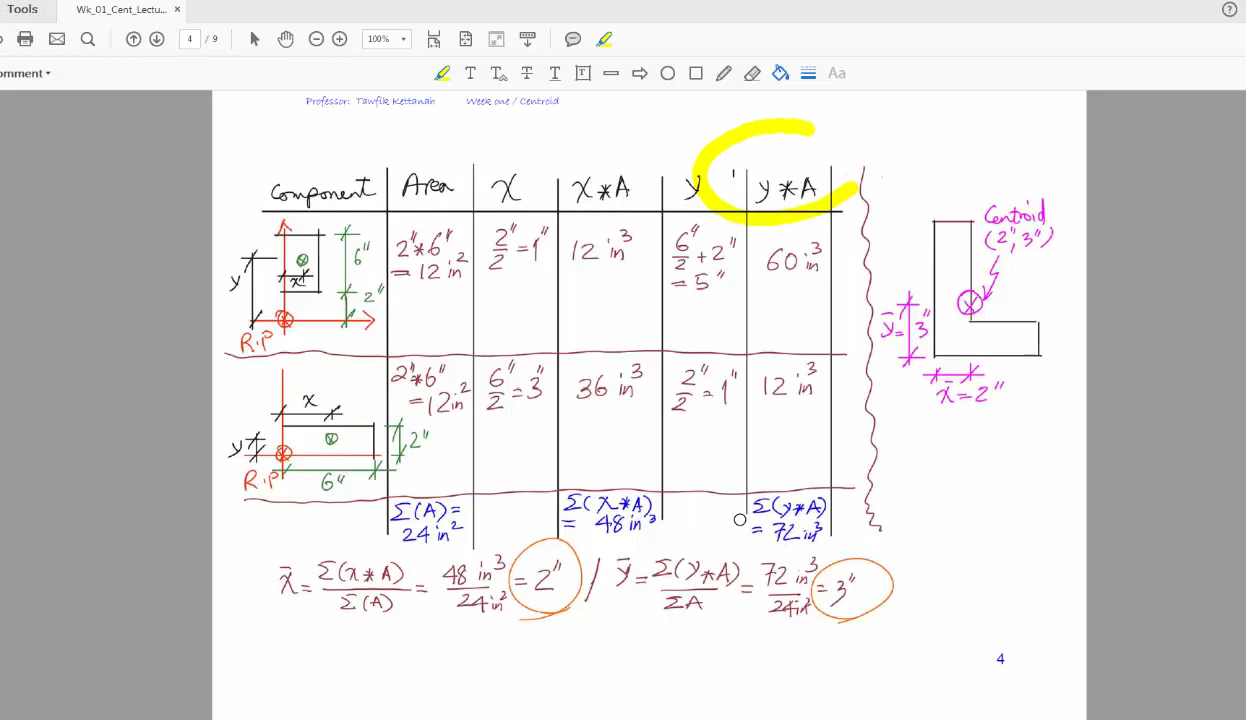 Tools
Wk_01_Cent_Lectu...
×
4 / 9
100%
omment
Aa
Professor: Tawfik Kettanah Week one / Centroid
Component Area X X*A Y y*A
2"*6" = 12 in²
2"/2 = 1"
12 in³
6"/2 + 2" = 5"
60 in³
y
x
6"
2"
R.P
2"*6" = 12 in²
6"/2 = 3"
36 in³
2"/2 = 1"
12 in³
x
y
2"
R.P
6"
Σ(A) = 24 in²
Σ(x*A) = 48 in³
Σ(y*A) = 72 in³
x̄ = Σ(x*A)/Σ(A) = 48 in³/24 in² = 2" / ȳ = Σ(y*A)/ΣA = 72 in³/24in² = 3"
Centroid
(2", 3")
ȳ = 3"
x̄ = 2"
4